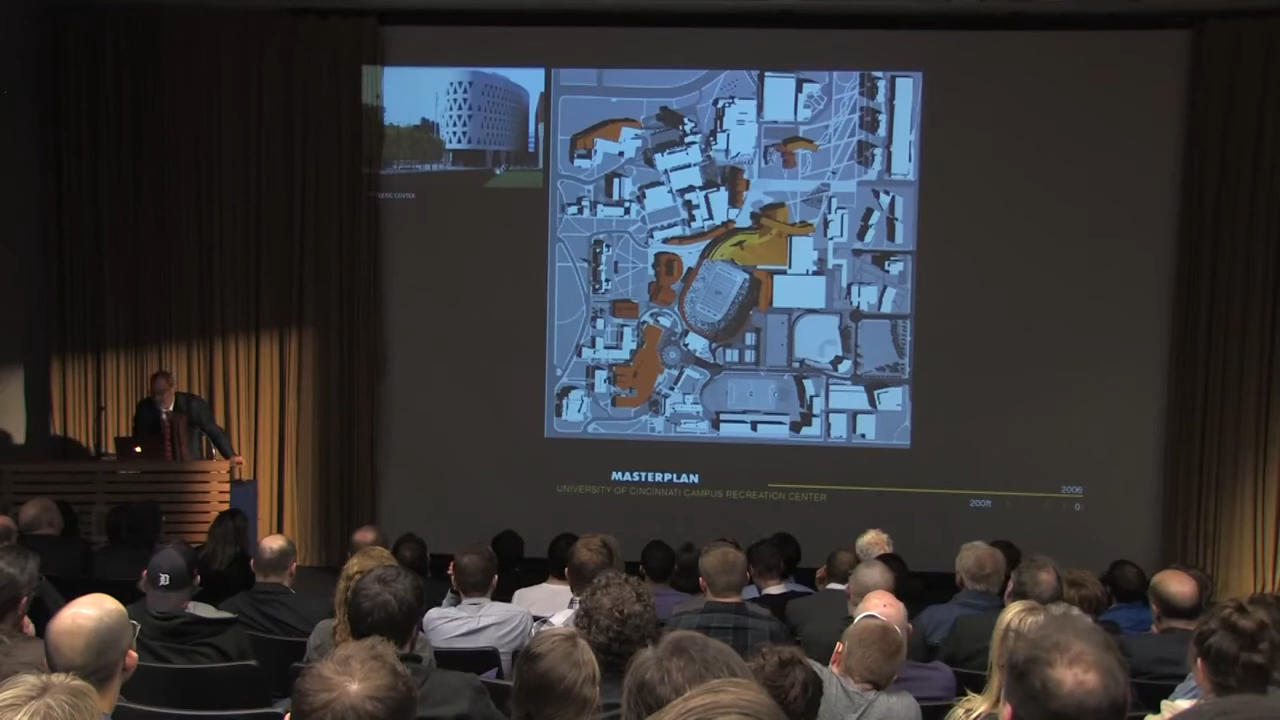 MASTERPLAN
UNIVERSITY OF CINCINNATI CAMPUS RECREATION CENTER
2006
200ft
0
D